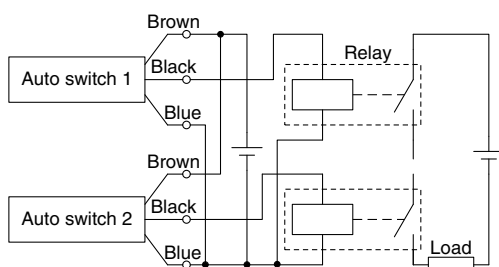 Brown
Relay
Auto switch 1
Black
Blue
Brown
Auto switch 2
Black
Blue
Load